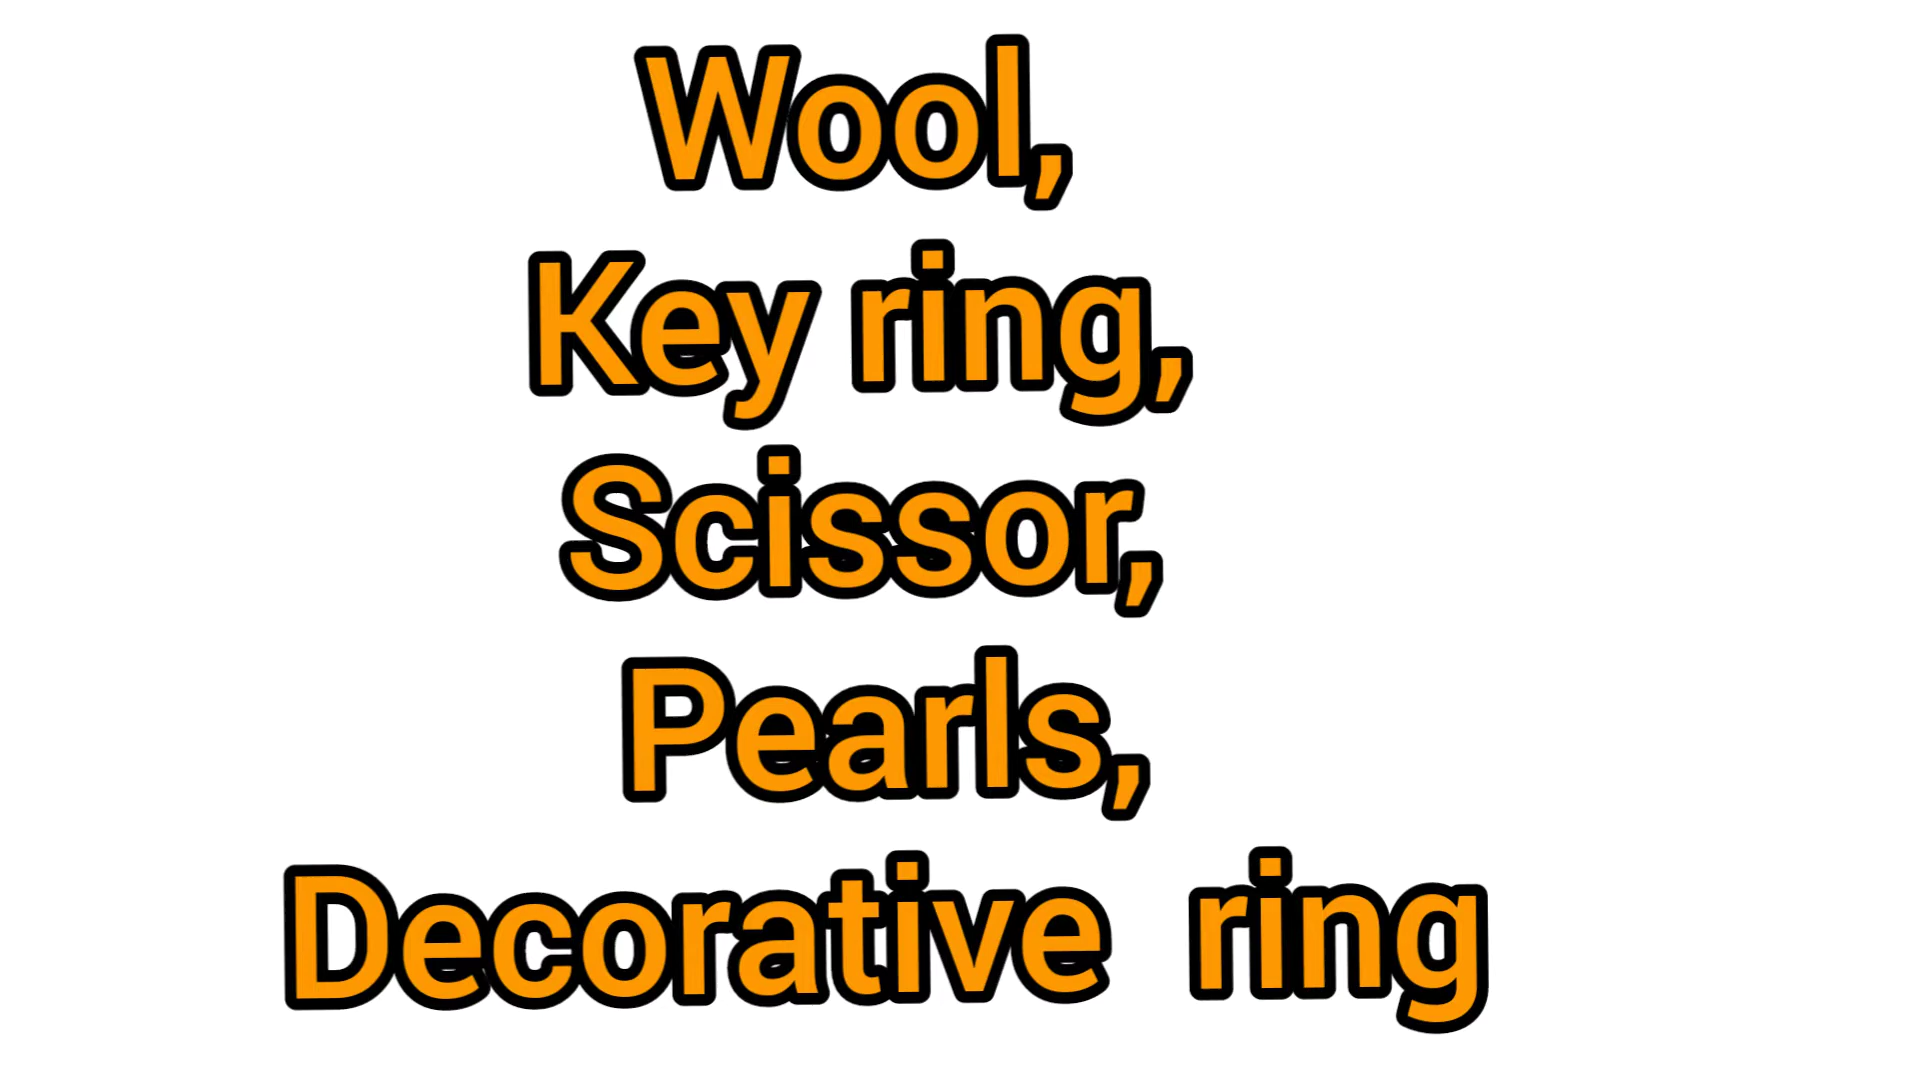 Wool,
Key ring,
Scissor,
Pearls,
Decorative ring